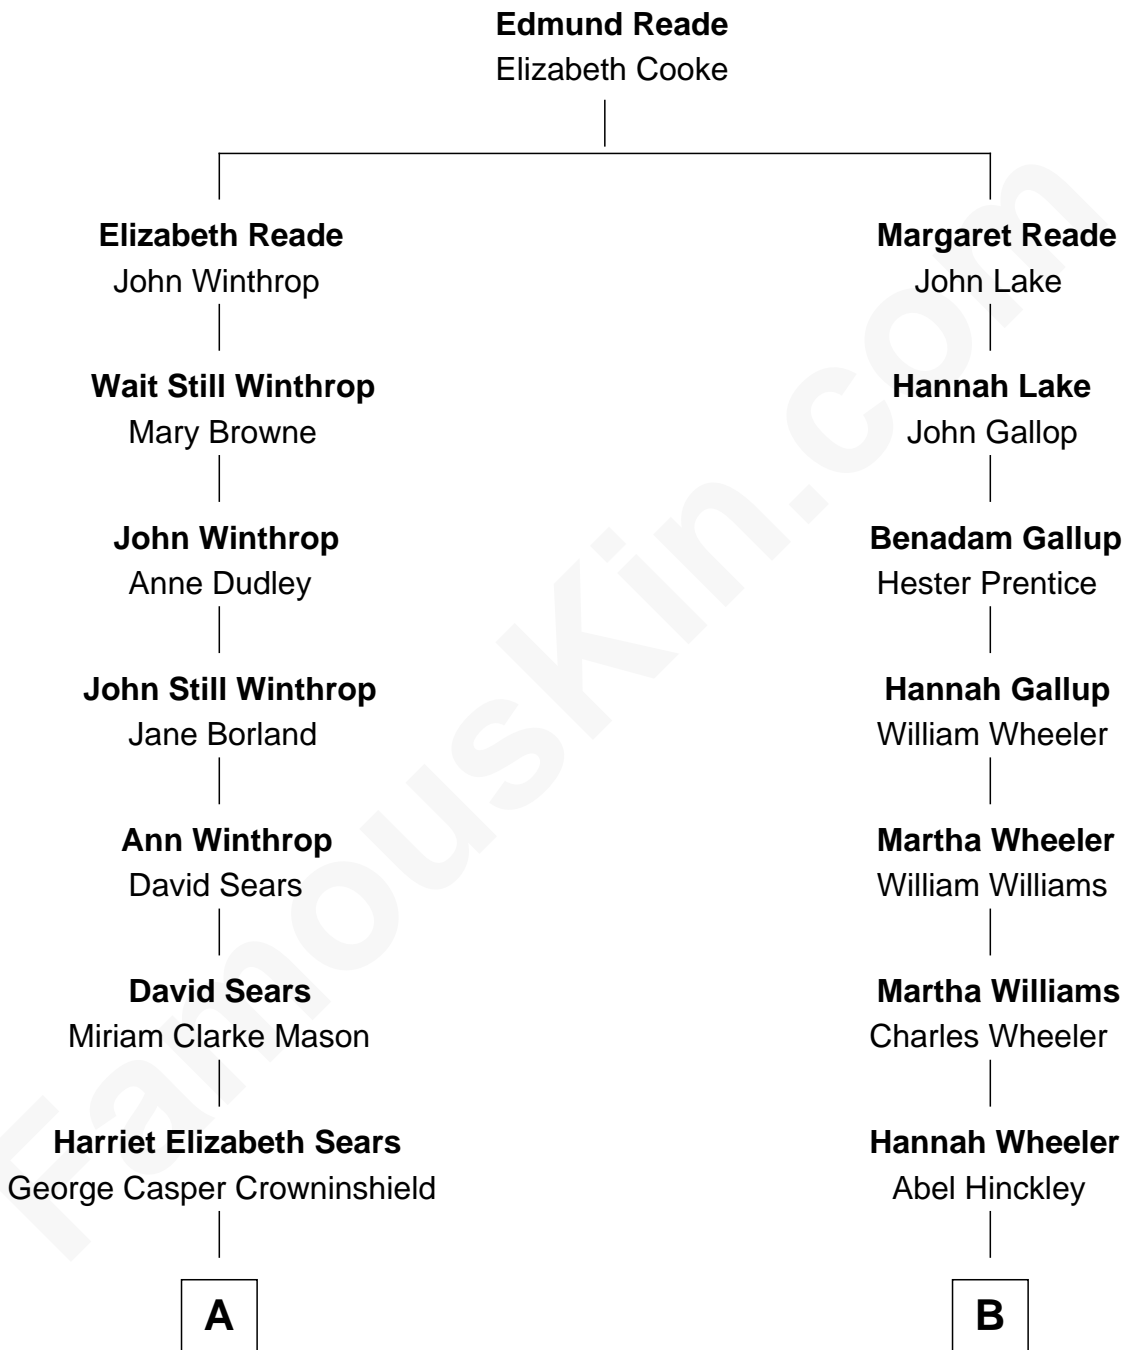 Edmund Reade
Elizabeth Cooke
Elizabeth Reade
John Winthrop
Margaret Reade
John Lake
Wait Still Winthrop
Mary Browne
Hannah Lake
John Gallop
John Winthrop
Anne Dudley
Benadam Gallup
Hester Prentice
John Still Winthrop
Jane Borland
Hannah Gallup
William Wheeler
Ann Winthrop
David Sears
Martha Wheeler
William Williams
David Sears
Miriam Clarke Mason
Martha Williams
Charles Wheeler
Harriet Elizabeth Sears
George Casper Crowninshield
Hannah Wheeler
Abel Hinckley
A
B
FamousKin.com